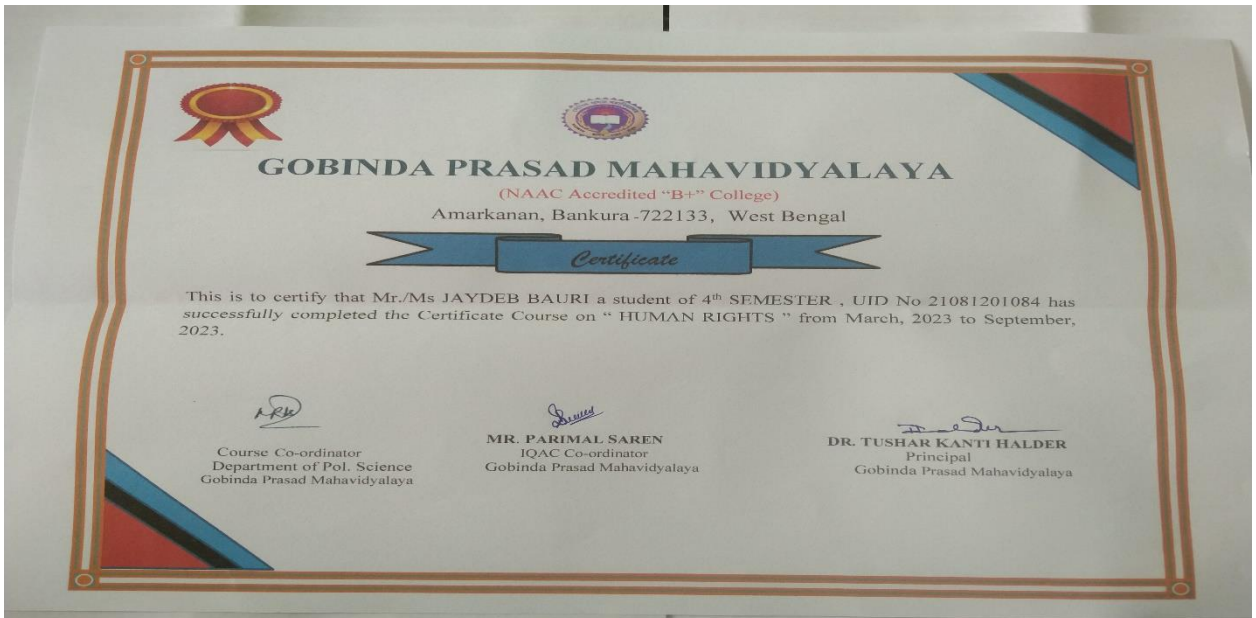 GOBINDA PRASAD MAHAVIDYALAYA
(NAAC Accredited “B+” College)
Amarkanan, Bankura -722133, West Bengal
Certificate
This is to certify that Mr./Ms JAYDEB BAURI a student of 4th SEMESTER , UID No 21081201084 has
successfully completed the Certificate Course on “ HUMAN RIGHTS ” from March, 2023 to September,
2023.
Course Co-ordinator
Department of Pol. Science
Gobinda Prasad Mahavidyalaya
MR. PARIMAL SAREN
IQAC Co-ordinator
Gobinda Prasad Mahavidyalaya
DR. TUSHAR KANTI HALDER
Principal
Gobinda Prasad Mahavidyalaya